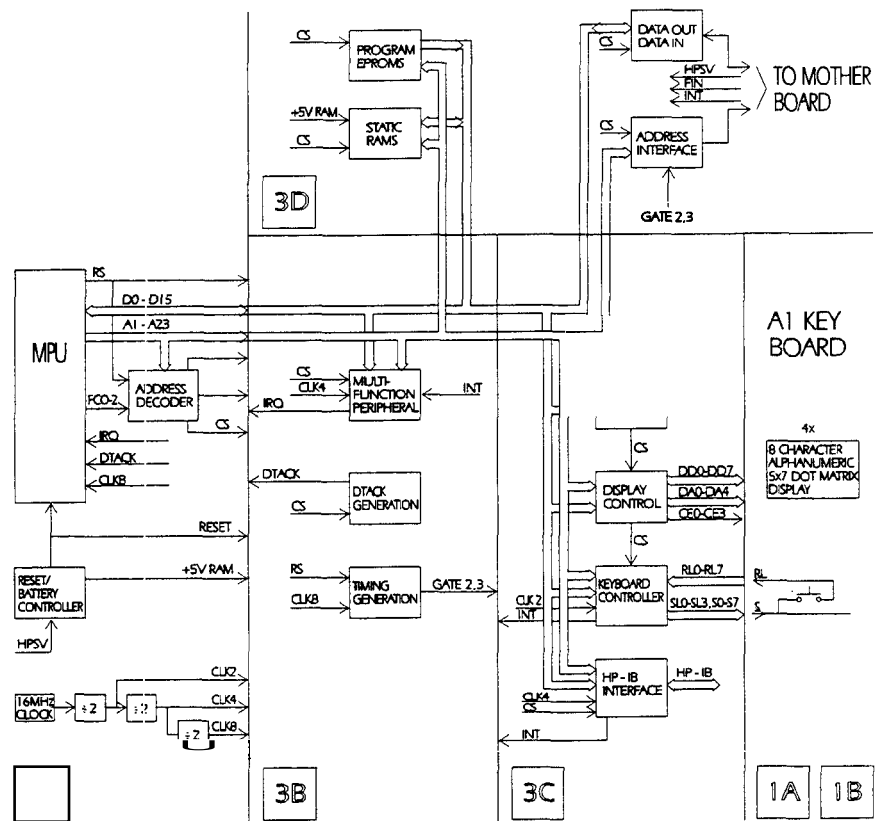 CS
PROGRAM
EPROMS
+5V RAM
CS
STATIC
RAMS
3D
CS
DATA OUT
DATA IN
HPSV
FIN
INT
TO MOTHER
BOARD
CS
ADDRESS
INTERFACE
GATE 2,3
MPU
RS
D0 - D15
A1 - A23
ADDRESS
DECODER
FC0-2
CS
IRQ
DTACK
CLK8
RESET
RESET/
BATTERY
CONTROLLER
+5V RAM
HPSV
16MHz
CLOCK
÷2
÷2
÷2
CLK2
CLK4
CLK8
CS
CLK4
IRQ
MULTI-
FUNCTION
PERIPHERAL
INT
DTACK
CS
DTACK
GENERATION
RS
CLK8
TIMING
GENERATION
GATE 2,3
3B
CS
DISPLAY
CONTROL
DD0-DD7
DA0-DA4
CE0-CE3
CS
KEYBOARD
CONTROLLER
RL0-RL7
SL0-SL3,S0-S7
CLK 2
INT
HP - IB
INTERFACE
HP - IB
CLK4
CS
INT
3C
A1 KEY
BOARD
4x
8 CHARACTER
ALPHANUMERIC
5x7 DOT MATRIX
DISPLAY
RL
S
1A
1B